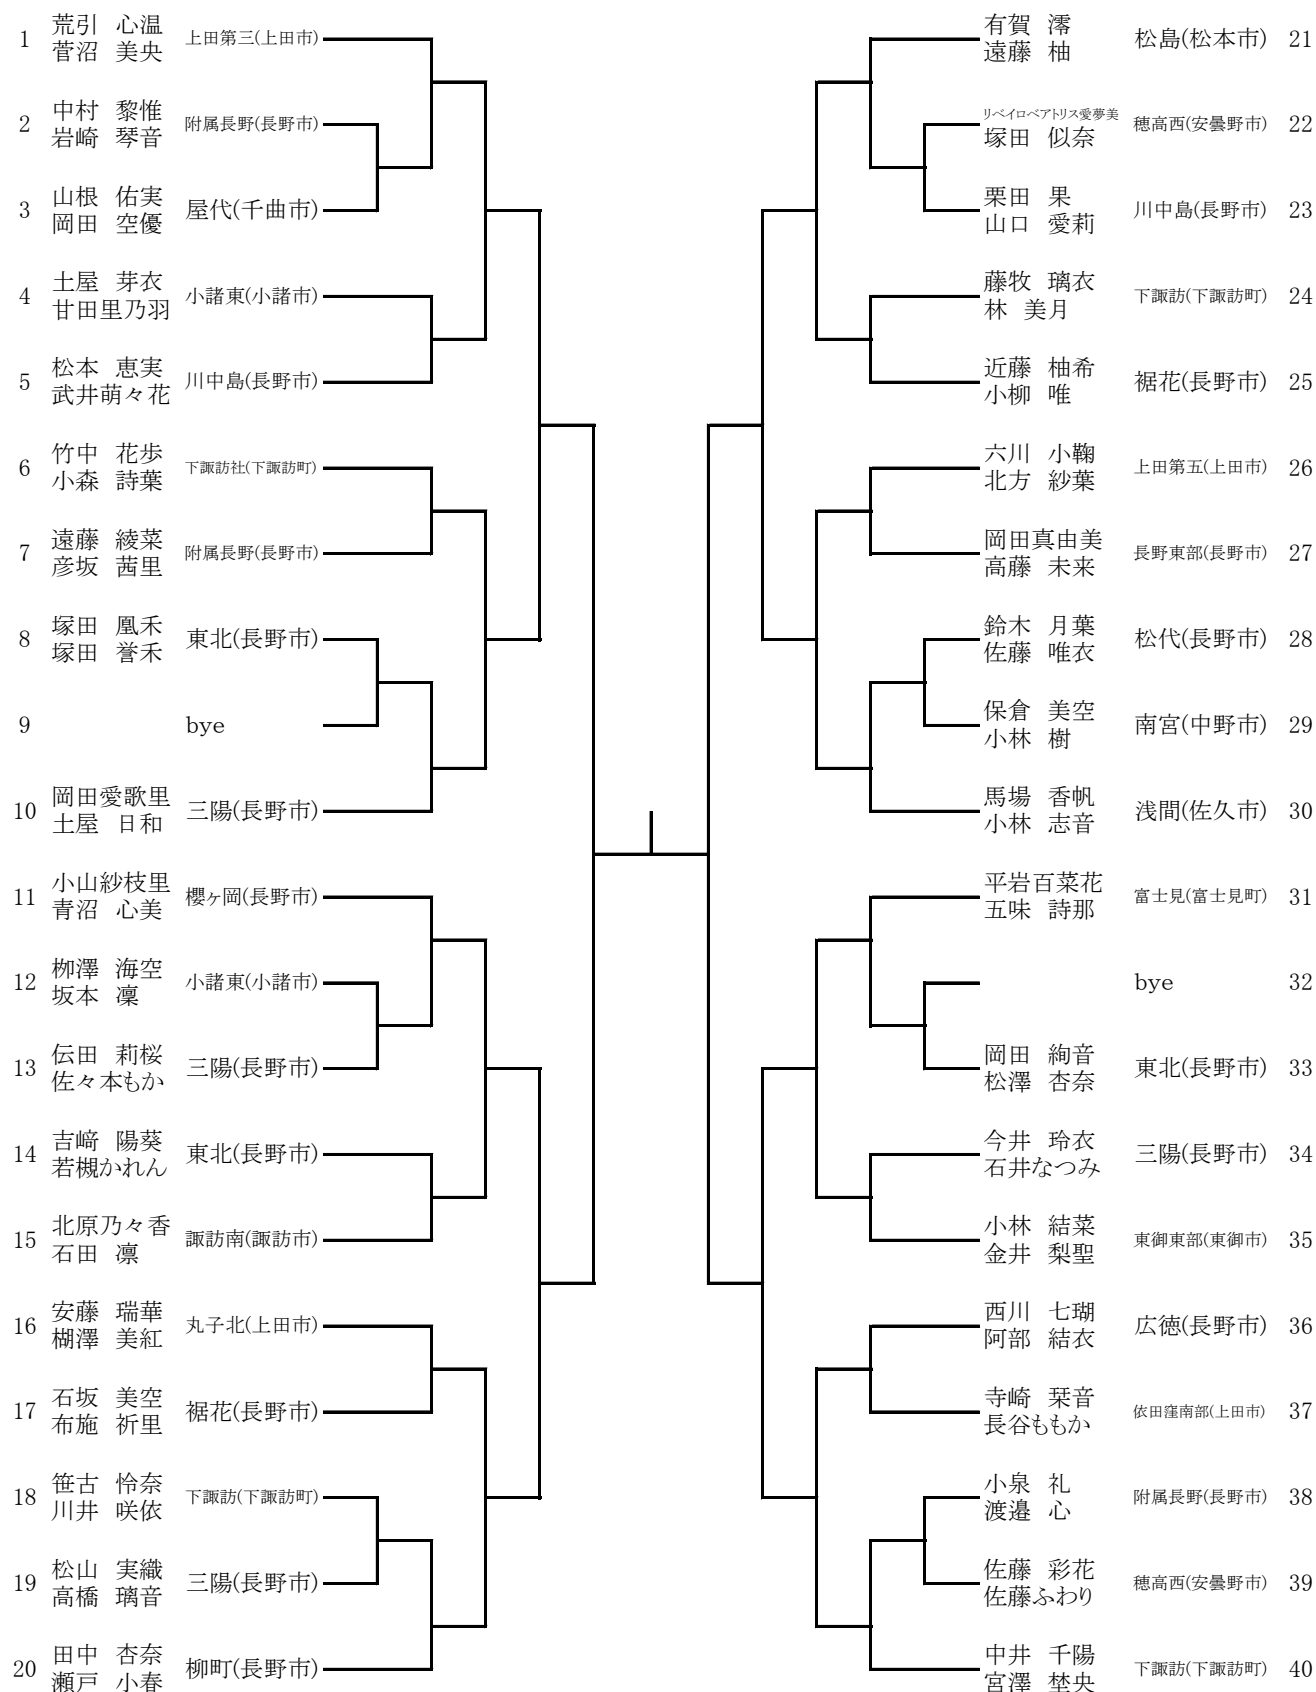 荒引 心温
1 上田第三(上田市)
菅沼 美央
中村 黎惟
2 附属長野(長野市)
岩崎 琴音
山根 佑実
3 屋代(千曲市)
岡田 空優
土屋 芽衣
4 小諸東(小諸市)
甘田里乃羽
松本 恵実
5 川中島(長野市)
武井萌々花
竹中 花歩
6 下諏訪社(下諏訪町)
小森 詩葉
遠藤 綾菜
7 附属長野(長野市)
彦坂 茜里
塚田 凰禾
8 東北(長野市)
塚田 誉禾
9 bye
岡田愛歌里
10 三陽(長野市)
土屋 日和
小山紗枝里
11 櫻ヶ岡(長野市)
青沼 心美
栁澤 海空
12 小諸東(小諸市)
坂本 凜
伝田 莉桜
13 三陽(長野市)
佐々本もか
吉﨑 陽葵
14 東北(長野市)
若槻かれん
北原乃々香
15 諏訪南(諏訪市)
石田 凛
安藤 瑞華
16 丸子北(上田市)
楜澤 美紅
石坂 美空
17 裾花(長野市)
布施 祈里
笹古 怜奈
18 下諏訪(下諏訪町)
川井 咲依
松山 実織
19 三陽(長野市)
高橋 璃音
田中 杏奈
20 柳町(長野市)
瀬戸 小春
有賀 澪
松島(松本市) 21
遠藤 柚
リベイロベアトリス愛夢美
穂高西(安曇野市) 22
塚田 似奈
栗田 果
川中島(長野市) 23
山口 愛莉
藤牧 璃衣
下諏訪(下諏訪町) 24
林 美月
近藤 柚希
裾花(長野市) 25
小柳 唯
六川 小鞠
上田第五(上田市) 26
北方 紗葉
岡田真由美
長野東部(長野市) 27
高藤 未来
鈴木 月葉
松代(長野市) 28
佐藤 唯衣
保倉 美空
南宮(中野市) 29
小林 樹
馬場 香帆
浅間(佐久市) 30
小林 志音
平岩百菜花
富士見(富士見町) 31
五味 詩那
bye 32
岡田 絢音
東北(長野市) 33
松澤 杏奈
今井 玲衣
三陽(長野市) 34
石井なつみ
小林 結菜
東御東部(東御市) 35
金井 梨聖
西川 七瑚
広徳(長野市) 36
阿部 結衣
寺崎 栞音
依田窪南部(上田市) 37
長谷ももか
小泉 礼
附属長野(長野市) 38
渡邉 心
佐藤 彩花
穂高西(安曇野市) 39
佐藤ふわり
中井 千陽
下諏訪(下諏訪町) 40
宮澤 埜央